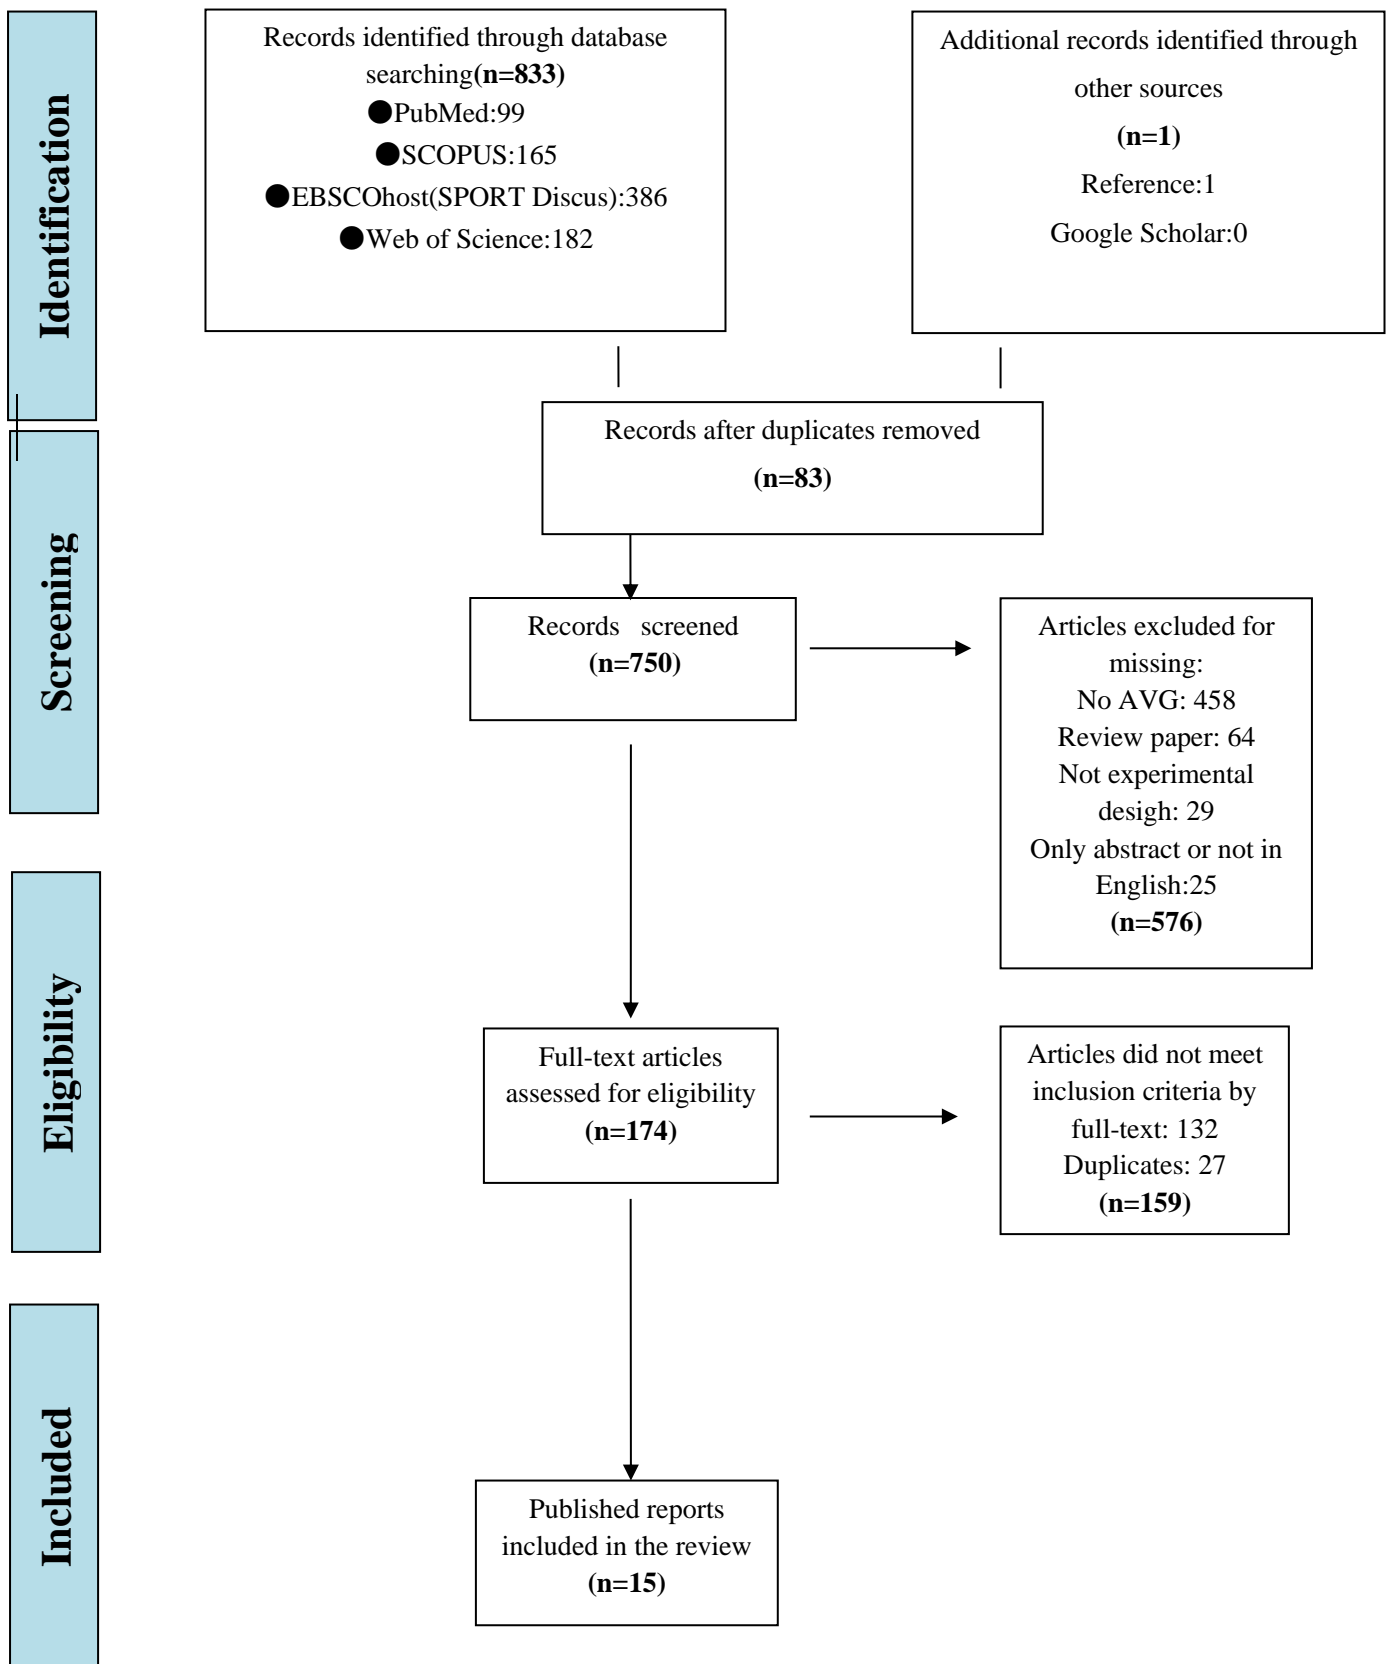 Identification
Records identified through database
searching(n=833)
●PubMed:99
●SCOPUS:165
●EBSCOhost(SPORT Discus):386
●Web of Science:182
Additional records identified through
other sources
(n=1)
Reference:1
Google Scholar:0
Records after duplicates removed
(n=83)
Screening
Records screened
(n=750)
Articles excluded for
missing:
No AVG: 458
Review paper: 64
Not experimental
desigh: 29
Only abstract or not in
English:25
(n=576)
Eligibility
Full-text articles
assessed for eligibility
(n=174)
Articles did not meet
inclusion criteria by
full-text: 132
Duplicates: 27
(n=159)
Included
Published reports
included in the review
(n=15)